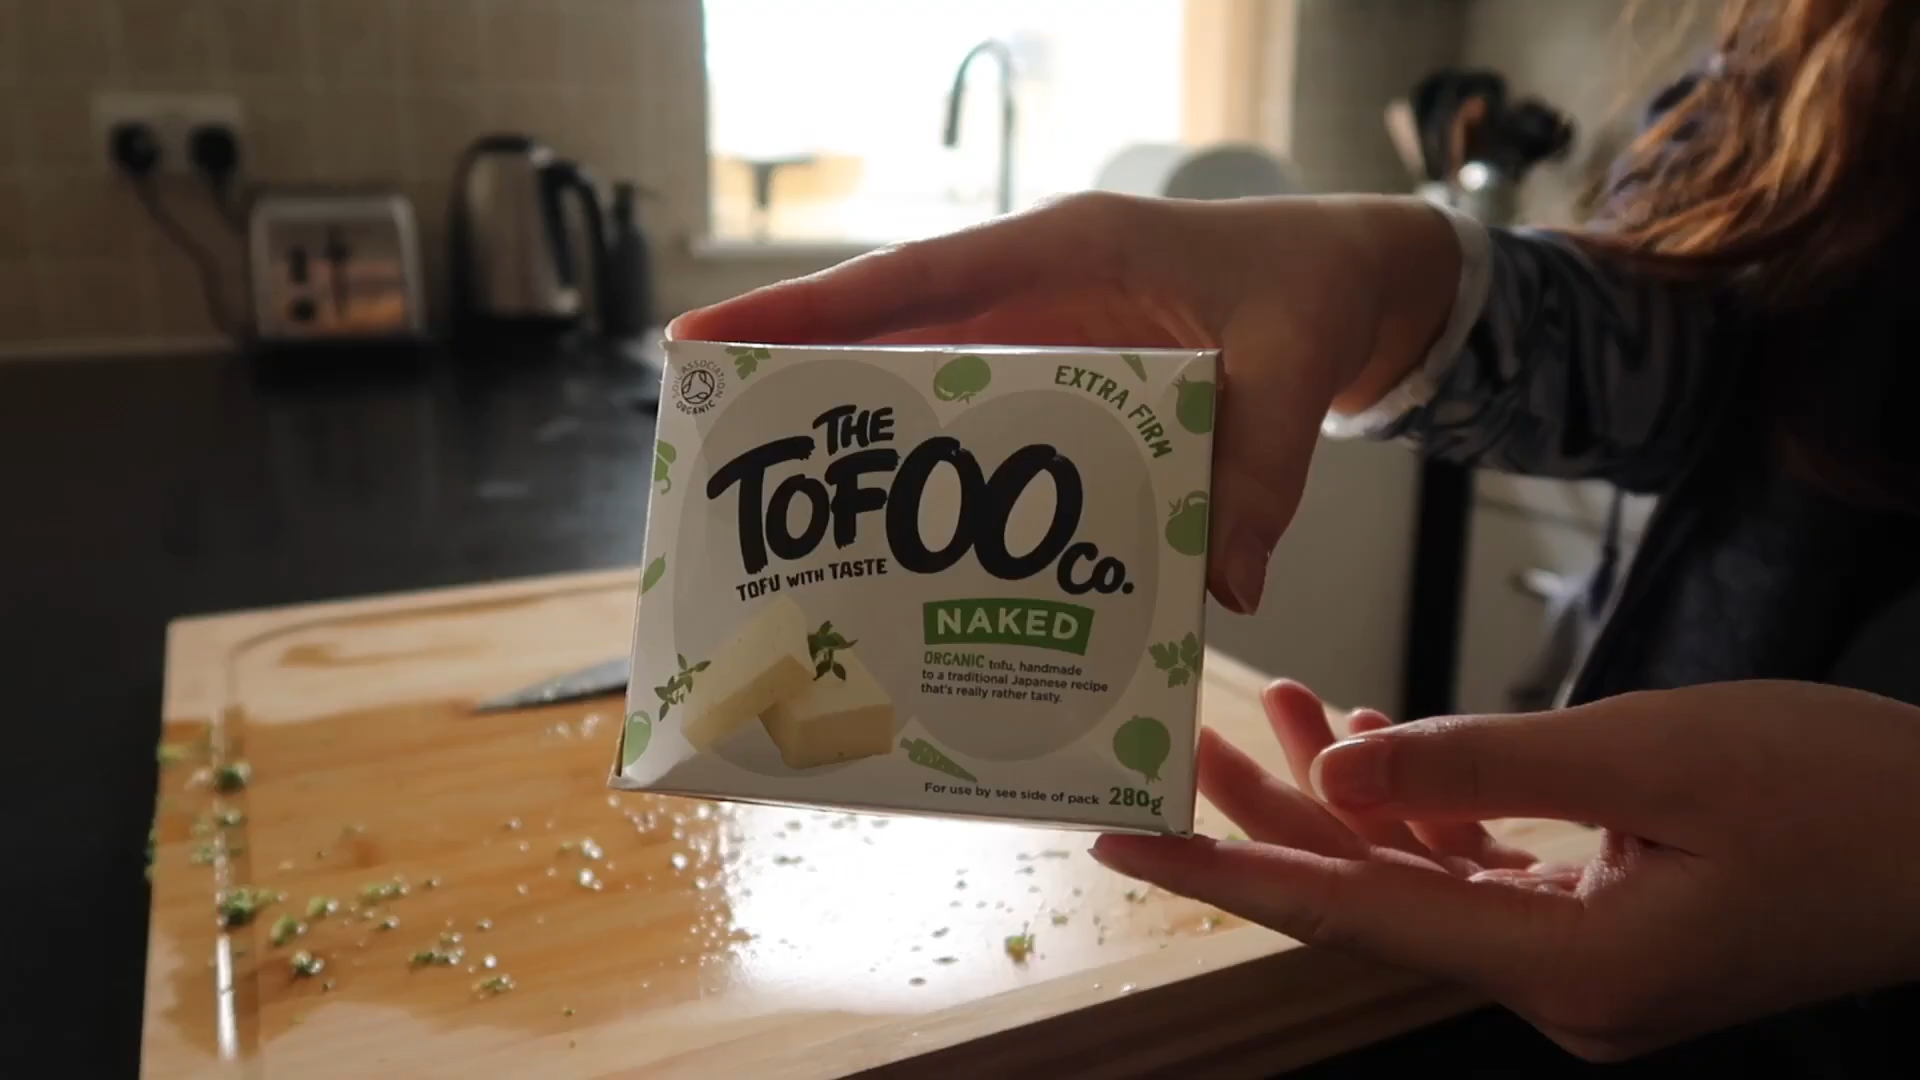 SOIL ASSOCIATION
ORGANIC
EXTRA FIRM
THE
TOFOO Co.
TOFU WITH TASTE
NAKED
ORGANIC tofu, handmade
to a traditional Japanese recipe
that's really rather tasty.
For use by see side of pack 280g